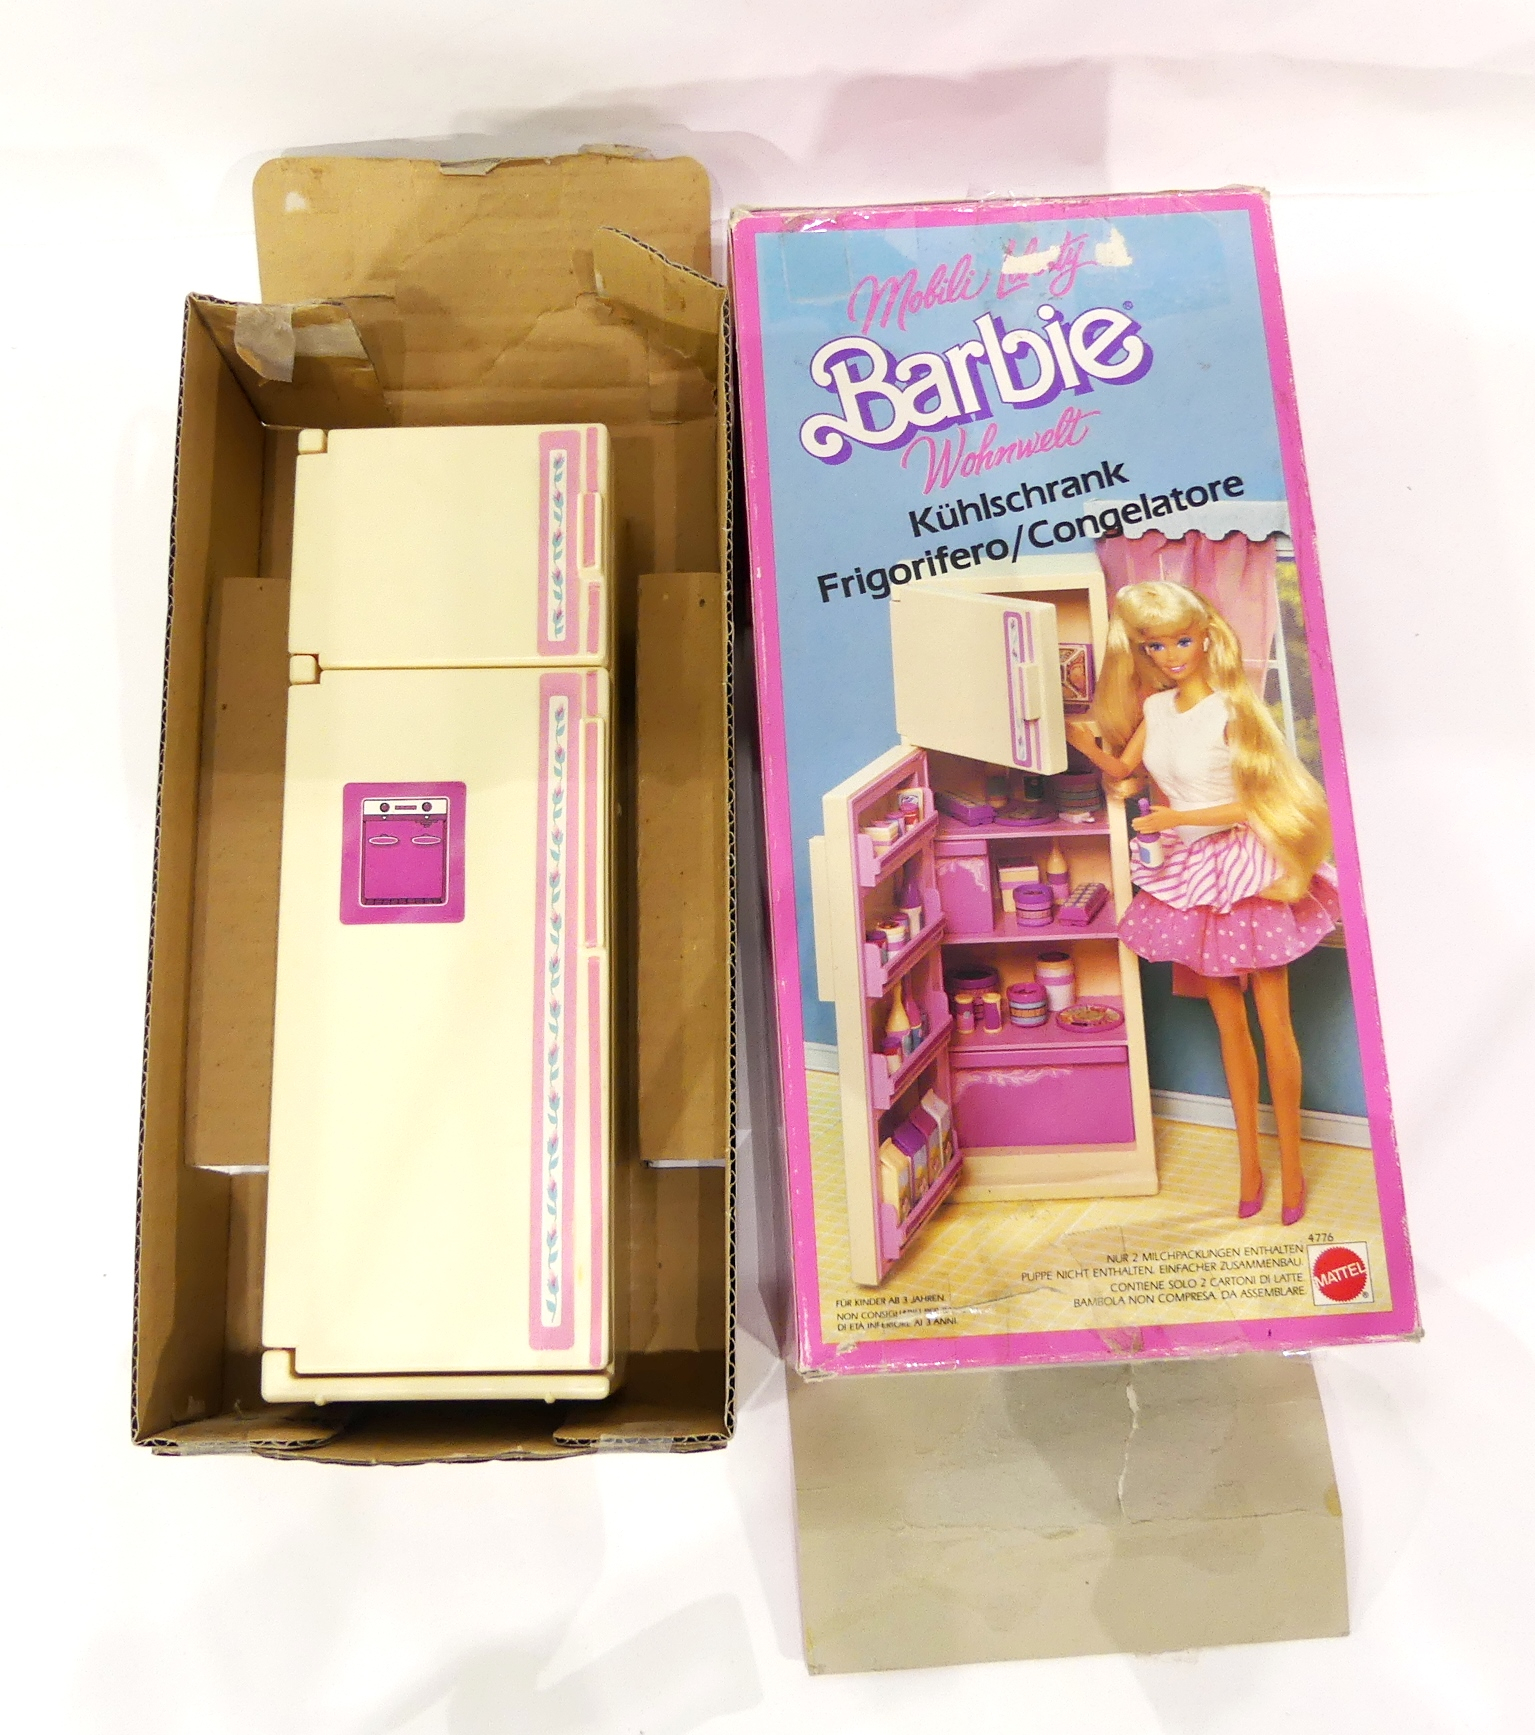 Mobili
Barbie®
Wohnwelt
Kühlschrank
Frigorifero/Congelatore
4776
NUR 2 MILCHPACKUNGEN ENTHALTEN
PUPPE NICHT ENTHALTEN. EINFACHER ZUSAMMENBAU.
CONTIENE SOLO 2 CARTONI DI LATTE.
BAMBOLA NON COMPRESA. DA ASSEMBLARE.
MATTEL
®
FÜR KINDER AB 3 JAHREN.
NON
DI ETÀ INFERIORE AI 3 ANNI.